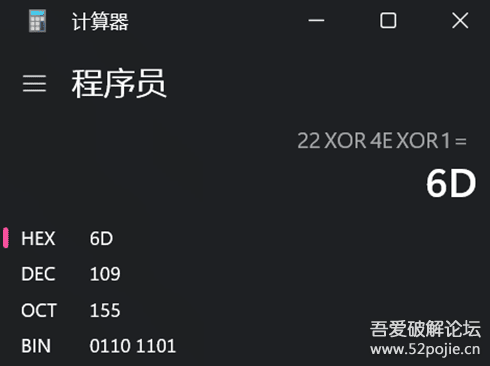 计算器
程序员
22 XOR 4E XOR 1 =
6D
HEX 6D
DEC 109
OCT 155
BIN 0110 1101
吾爱破解论坛
www.52pojie.cn